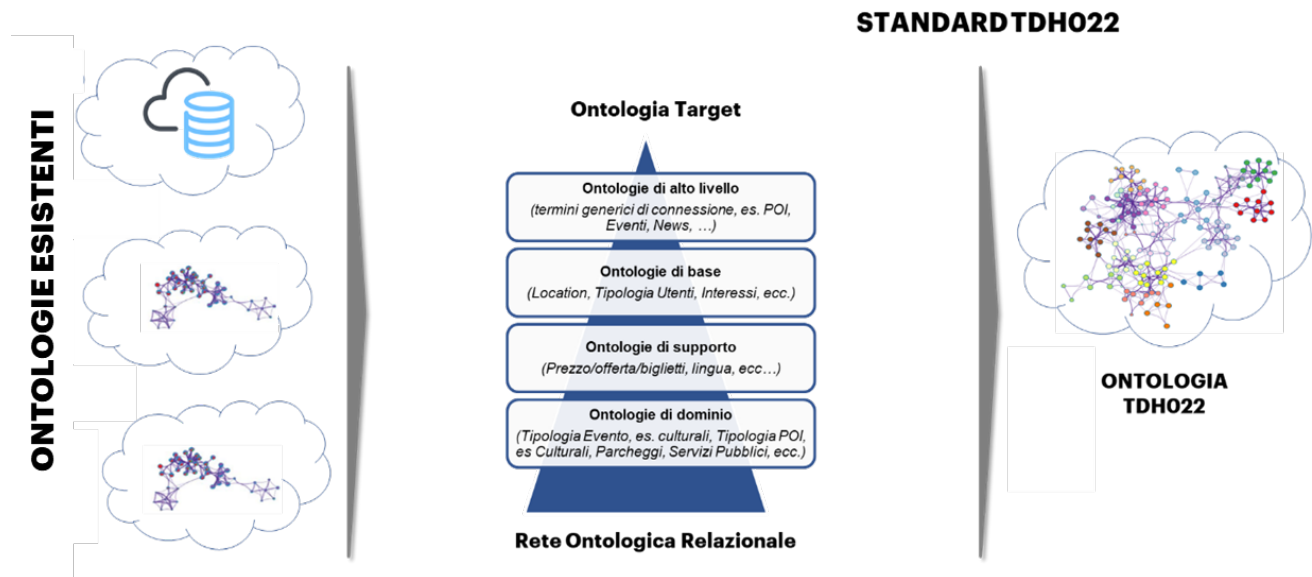 STANDARD TDH022
ONTOLOGIE ESISTENTI
Ontologia Target
Ontologie di alto livello
(termini generici di connessione, es. POI,
Eventi, News, …)
Ontologie di base
(Location, Tipologia Utenti, Interessi, ecc.)
Ontologie di supporto
(Prezzo/offerta/biglietti, lingua, ecc…)
Ontologie di dominio
(Tipologia Evento, es. culturali, Tipologia POI,
es Culturali, Parcheggi, Servizi Pubblici, ecc.)
Rete Ontologica Relazionale
ONTOLOGIA
TDH022